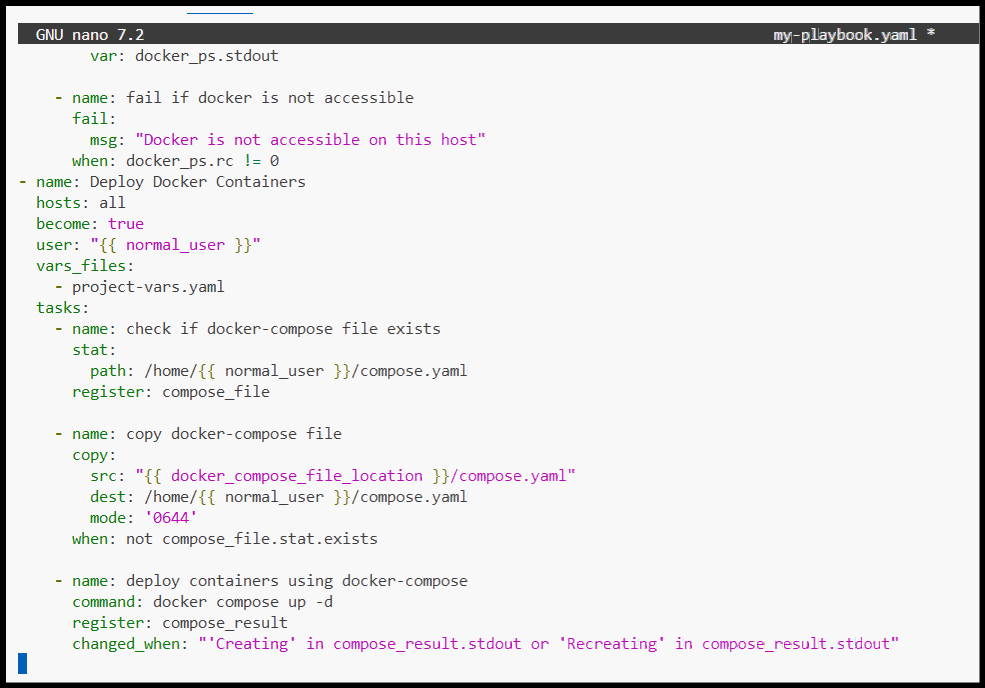 GNU nano 7.2 my-playbook.yaml *
        var: docker_ps.stdout

    - name: fail if docker is not accessible
      fail:
        msg: "Docker is not accessible on this host"
      when: docker_ps.rc != 0
- name: Deploy Docker Containers
  hosts: all
  become: true
  user: "{{ normal_user }}"
  vars_files:
    - project-vars.yaml
  tasks:
    - name: check if docker-compose file exists
      stat:
        path: /home/{{ normal_user }}/compose.yaml
      register: compose_file

    - name: copy docker-compose file
      copy:
        src: "{{ docker_compose_file_location }}/compose.yaml"
        dest: /home/{{ normal_user }}/compose.yaml
        mode: '0644'
      when: not compose_file.stat.exists

    - name: deploy containers using docker-compose
      command: docker compose up -d
      register: compose_result
      changed_when: "'Creating' in compose_result.stdout or 'Recreating' in compose_result.stdout"